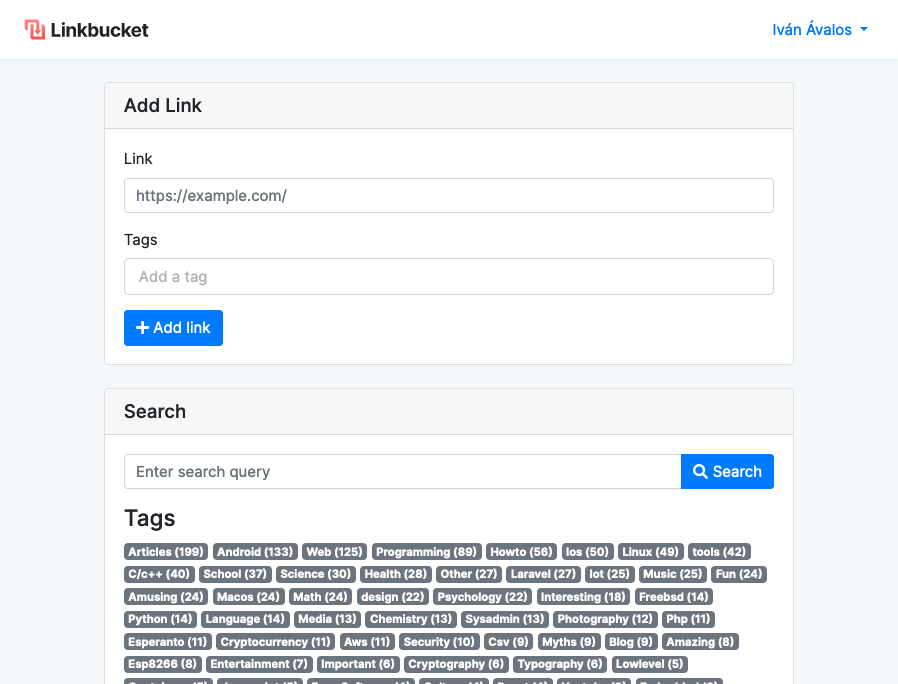 Linkbucket
Iván Ávalos
Add Link
Link
https://example.com/
Tags
Add a tag
Add link
Search
Enter search query
Search
Tags
Articles (199) Android (133) Web (125) Programming (89) Howto (56) Ios (50) Linux (49) tools (42)
C/c++ (40) School (37) Science (30) Health (28) Other (27) Laravel (27) Iot (25) Music (25) Fun (24)
Amusing (24) Macos (24) Math (24) design (22) Psychology (22) Interesting (18) Freebsd (14)
Python (14) Language (14) Media (13) Chemistry (13) Sysadmin (13) Photography (12) Php (11)
Esperanto (11) Cryptocurrency (11) Aws (11) Security (10) Csv (9) Myths (9) Blog (9) Amazing (8)
Esp8266 (8) Entertainment (7) Important (6) Cryptography (6) Typography (6) Lowlevel (5)